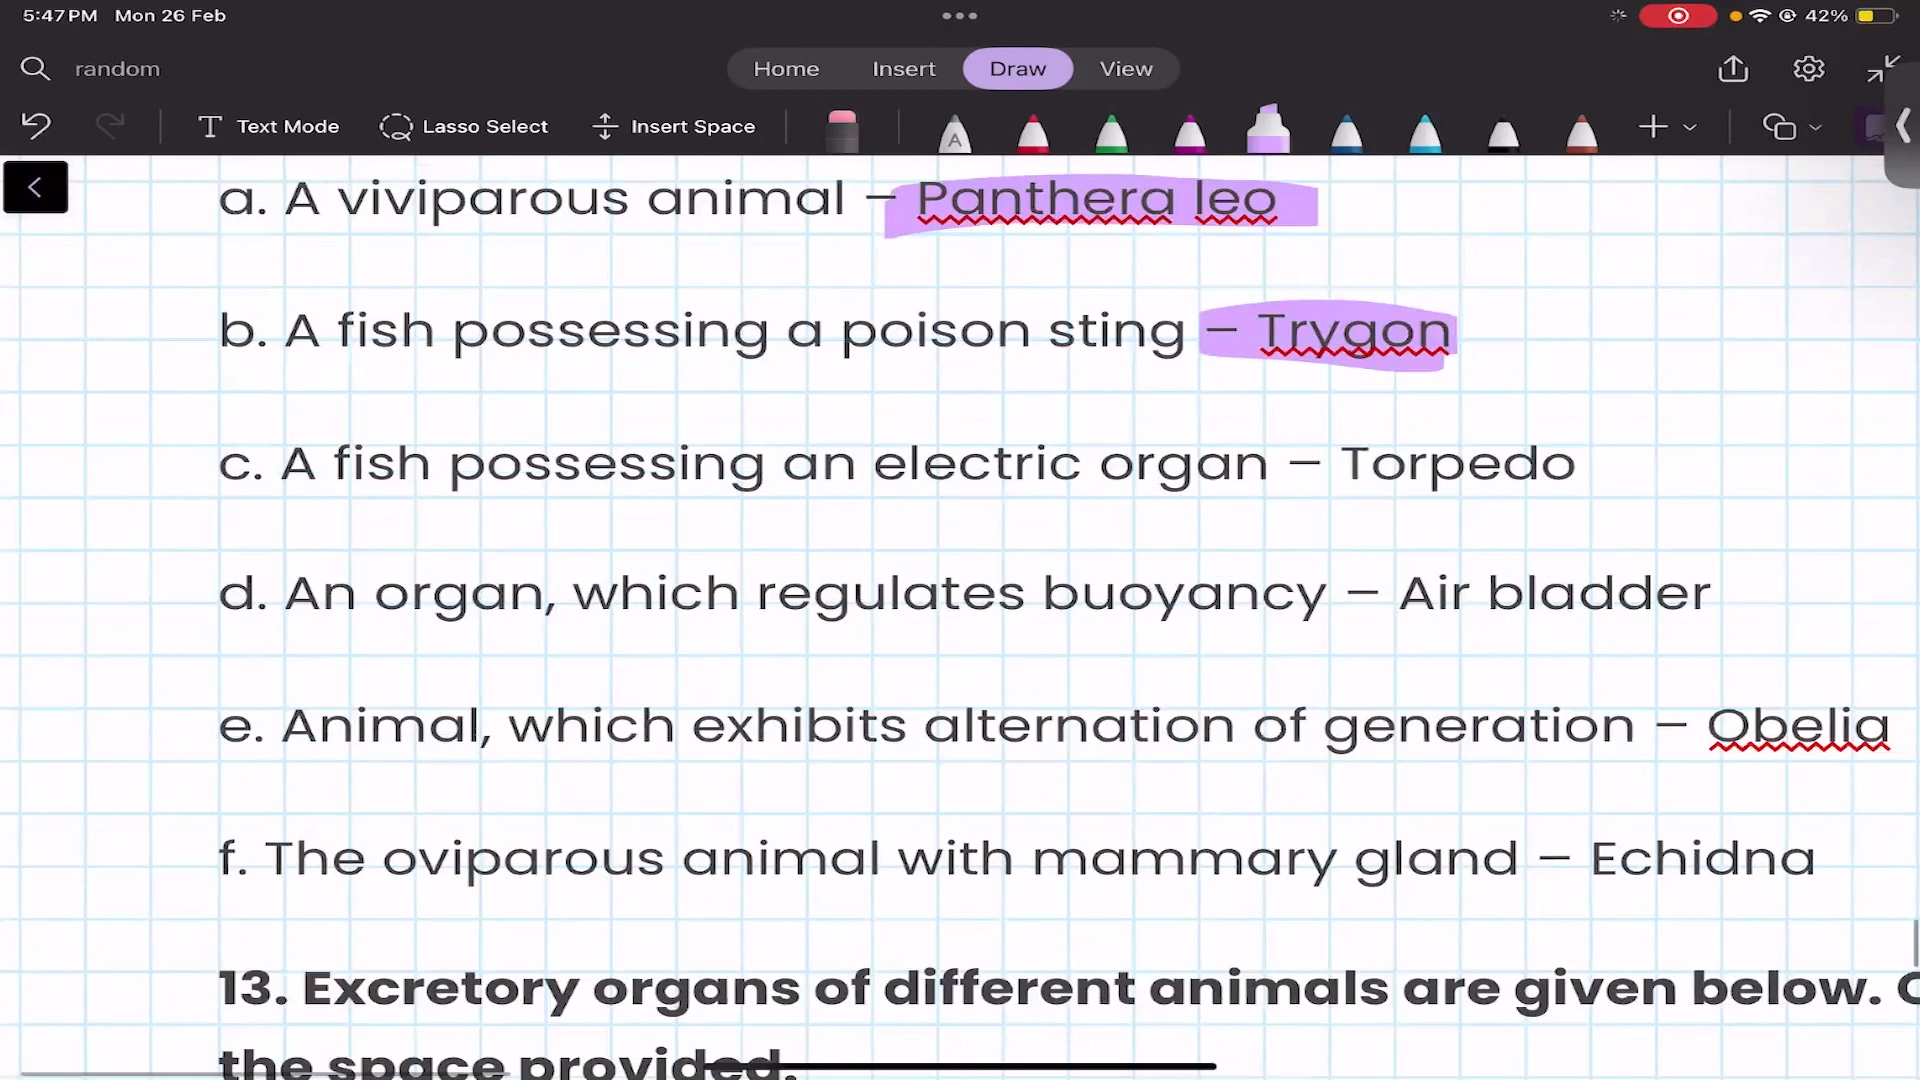 5:47 PM Mon 26 Feb
42%
random
Home Insert Draw View
Text Mode Lasso Select Insert Space
A
a. A viviparous animal – Panthera leo
b. A fish possessing a poison sting – Trygon
c. A fish possessing an electric organ – Torpedo
d. An organ, which regulates buoyancy – Air bladder
e. Animal, which exhibits alternation of generation – Obelia
f. The oviparous animal with mammary gland – Echidna
13. Excretory organs of different animals are given below.
the space provided.